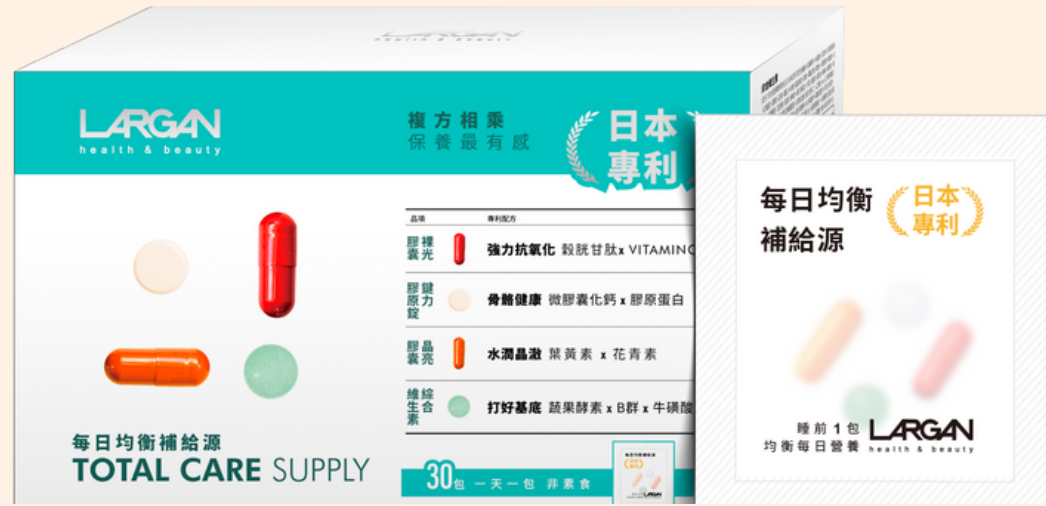 LARGAN
health & beauty
複方相乘
保養最有感
日本
專利
品項 專利配方
裸光膠囊 強力抗氧化 穀胱甘肽x VITAMINC
鍵力膠原錠 骨骼健康 微膠囊化鈣 x 膠原蛋白
晶亮膠囊 水潤晶澈 葉黃素 x 花青素
綜合維生素 打好基底 蔬果酵素 x B群 x 牛磺酸
每日均衡補給源
TOTAL CARE SUPPLY
30包 一天一包 非素食
每日均衡
補給源
日本
專利
睡前1包
均衡每日營養
LARGAN
health & beauty